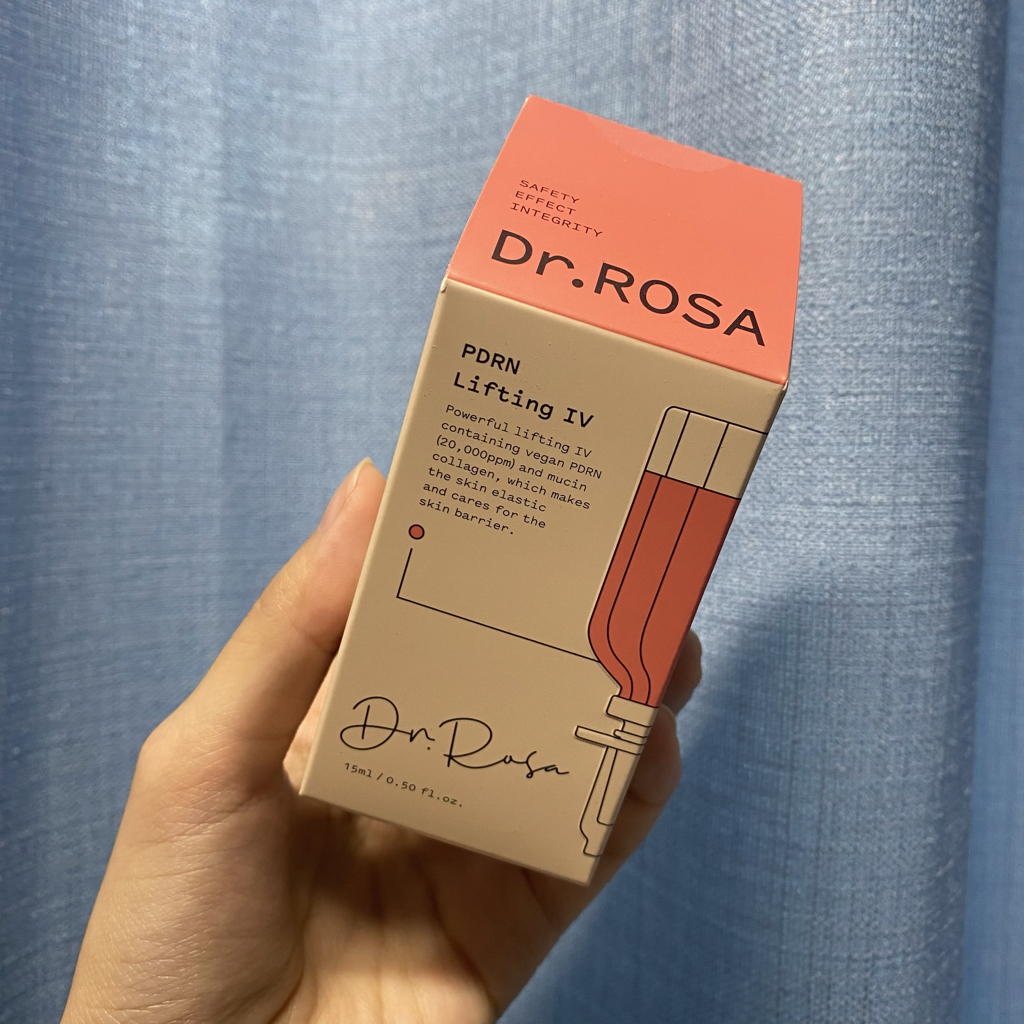 SAFETY
EFFECT
INTEGRITY
Dr.ROSA
PDRN
Lifting IV
Powerful lifting IV
containing vegan PDRN
(20,000ppm) and mucin
collagen, which makes
the skin elastic
and cares for the
skin barrier.
Dr.Rosa
15ml / 0.50 fl.oz.